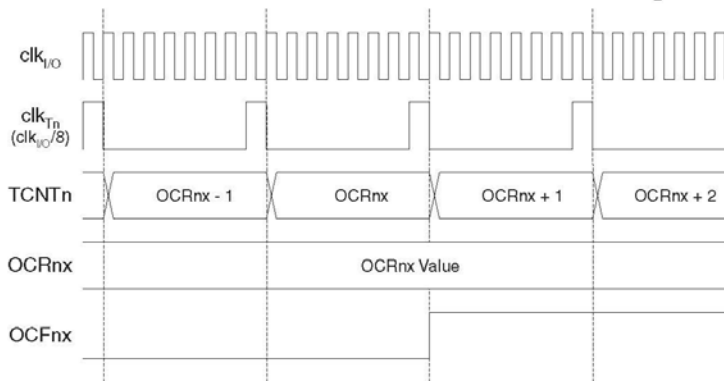 clkI/O
clkTn
(clkI/O/8)
TCNTn OCRnx - 1 OCRnx OCRnx + 1 OCRnx + 2
OCRnx OCRnx Value
OCFnx